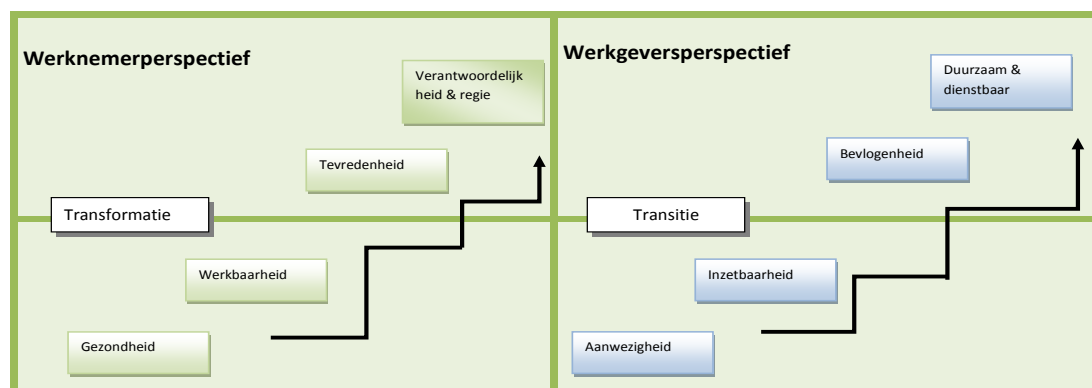 Werknemerperspectief
Verantwoordelijk
heid & regie
Tevredenheid
Transformatie
Werkbaarheid
Gezondheid
Werkgeversperspectief
Duurzaam &
dienstbaar
Bevlogenheid
Transitie
Inzetbaarheid
Aanwezigheid